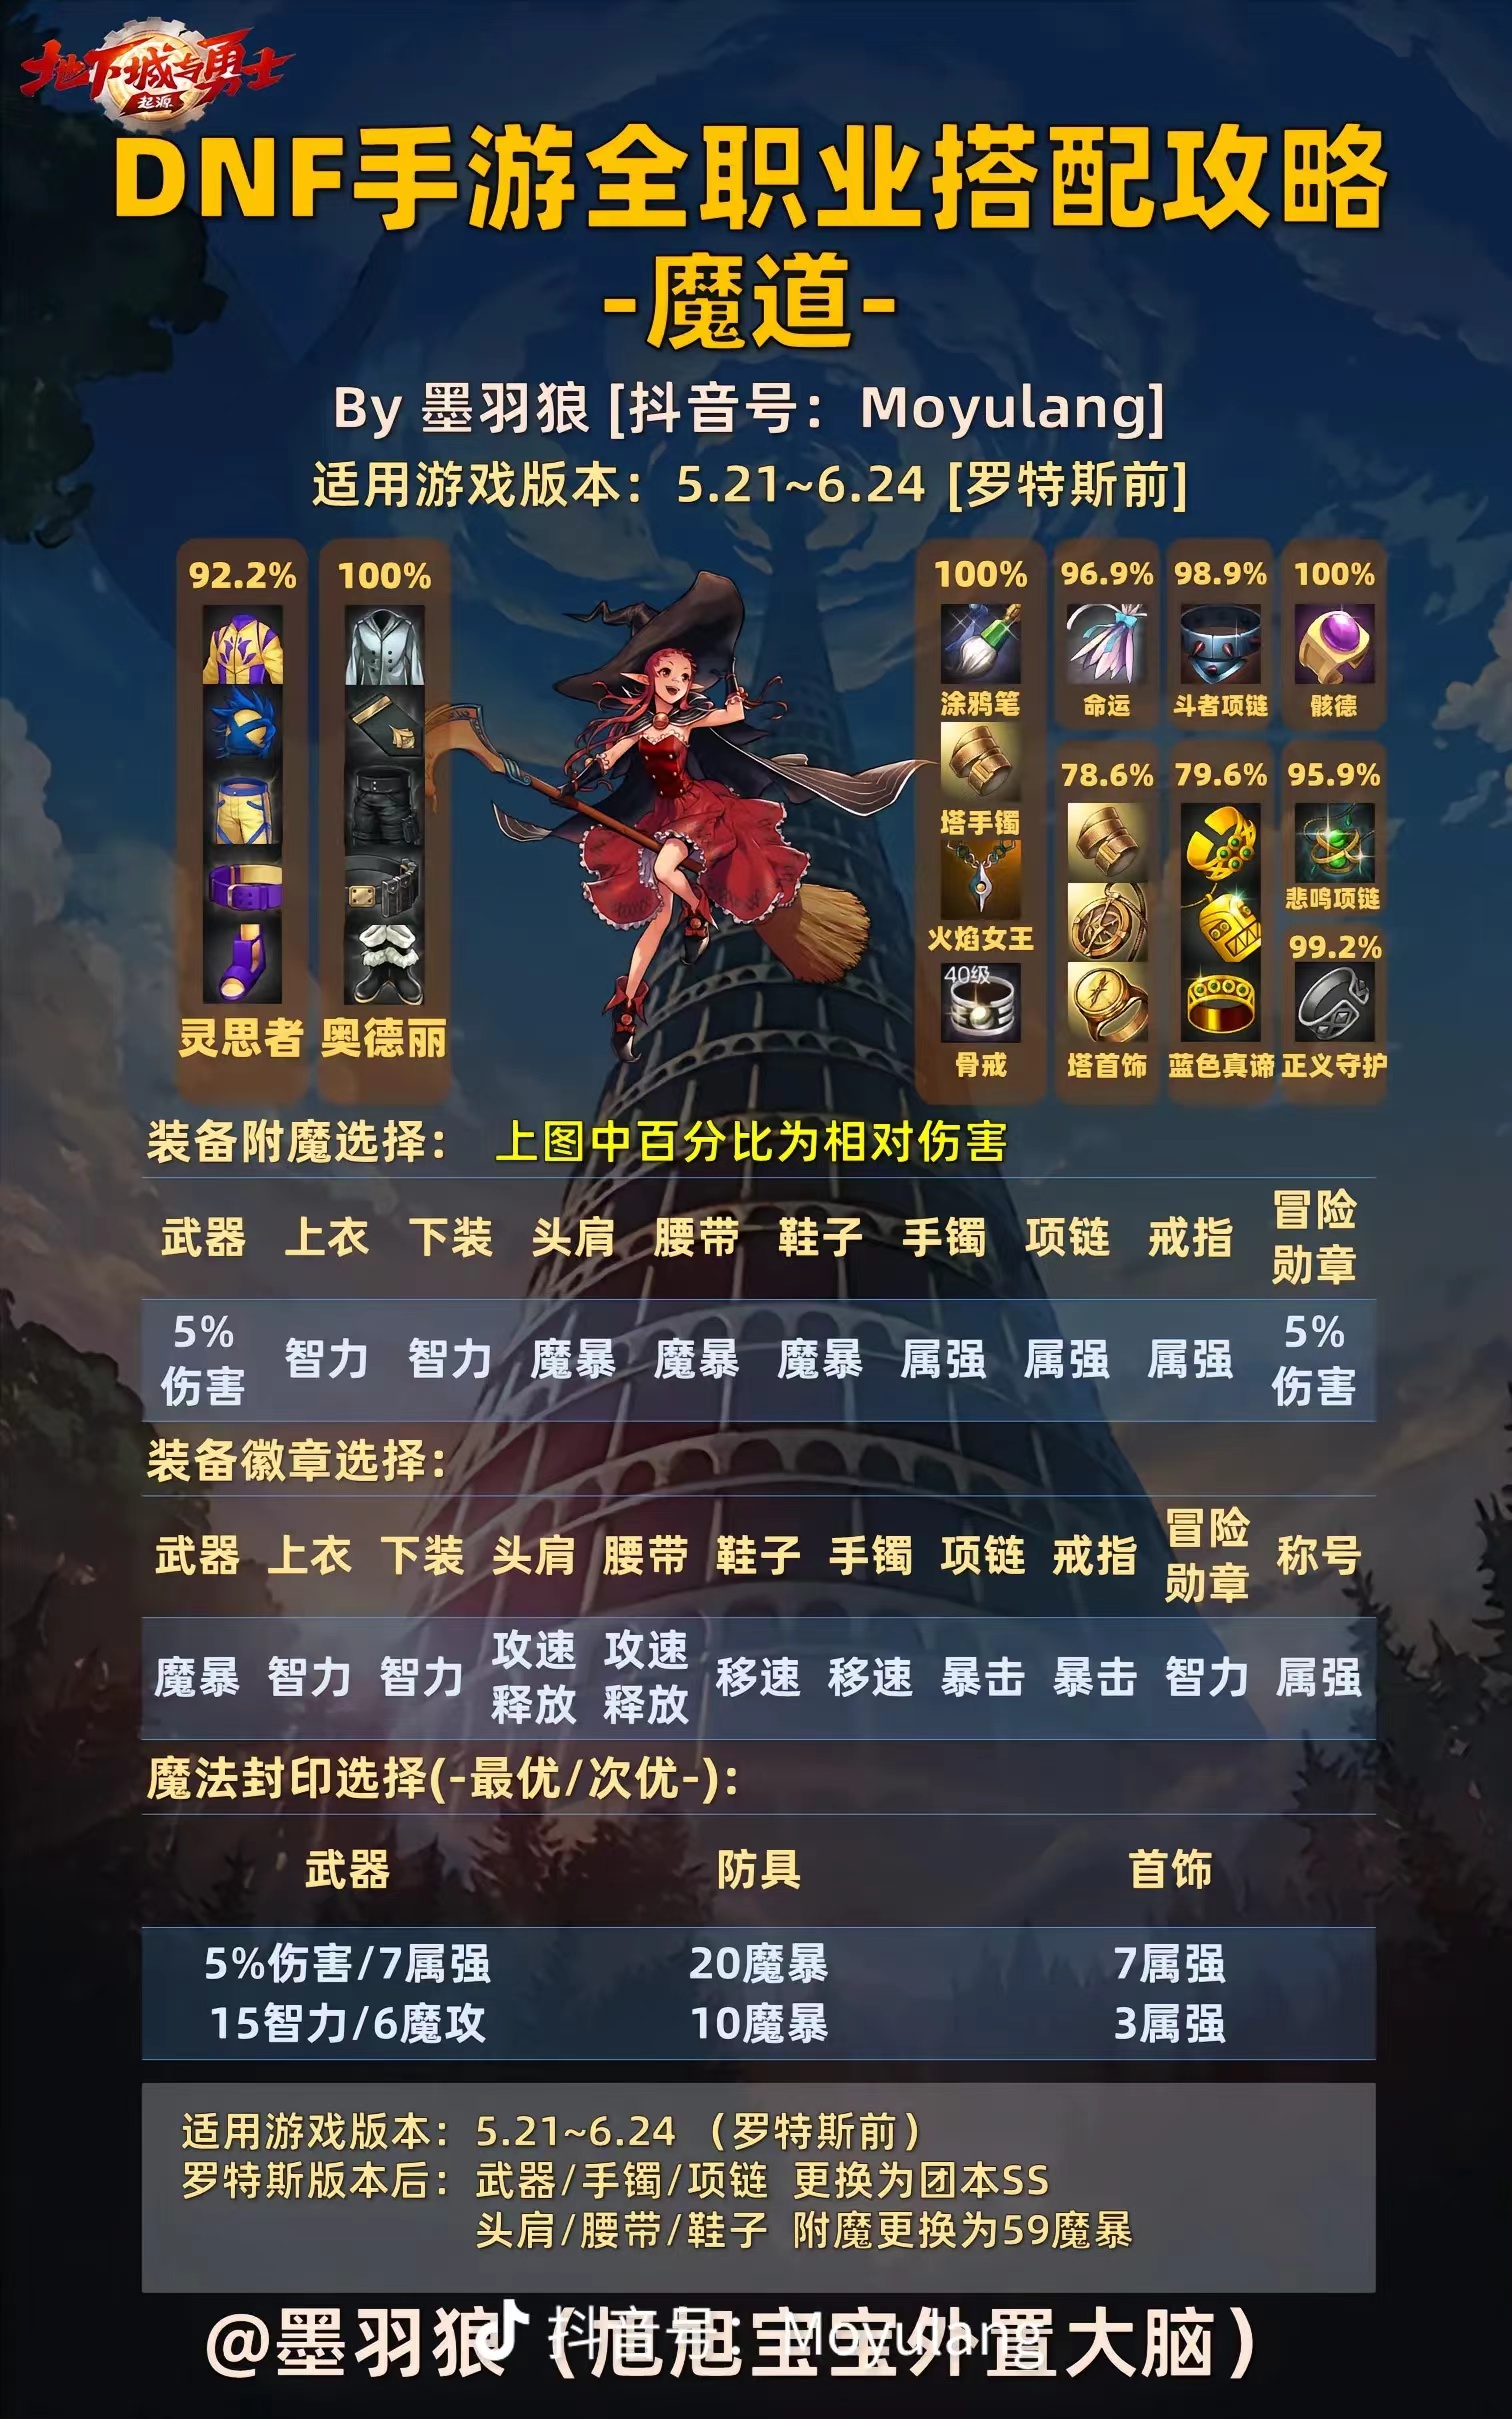 地下城与勇士
起源
DNF手游全职业搭配攻略
-魔道-
By 墨羽狼 [抖音号：Moyulang]
适用游戏版本：5.21~6.24 [罗特斯前]
92.2%
灵思者
100%
奥德丽
100%
涂鸦笔
塔手镯
火焰女王
40级
骨戒
96.9%
命运
98.9%
斗者项链
100%
骸德
78.6%
塔首饰
79.6%
蓝色真谛
95.9%
悲鸣项链
99.2%
正义守护
装备附魔选择： 上图中百分比为相对伤害
武器 上衣 下装 头肩 腰带 鞋子 手镯 项链 戒指 冒险勋章
5%伤害 智力 智力 魔暴 魔暴 魔暴 属强 属强 属强 5%伤害
装备徽章选择：
武器 上衣 下装 头肩 腰带 鞋子 手镯 项链 戒指 冒险勋章 称号
魔暴 智力 智力 攻速释放 攻速释放 移速 移速 暴击 暴击 智力 属强
魔法封印选择(-最优/次优-)：
武器 防具 首饰
5%伤害/7属强 20魔暴 7属强
15智力/6魔攻 10魔暴 3属强
适用游戏版本：5.21~6.24 （罗特斯前）
罗特斯版本后：武器/手镯/项链 更换为团本SS
头肩/腰带/鞋子 附魔更换为59魔暴
@墨羽狼（旭旭宝宝外置大脑）
抖音号：Moyulang